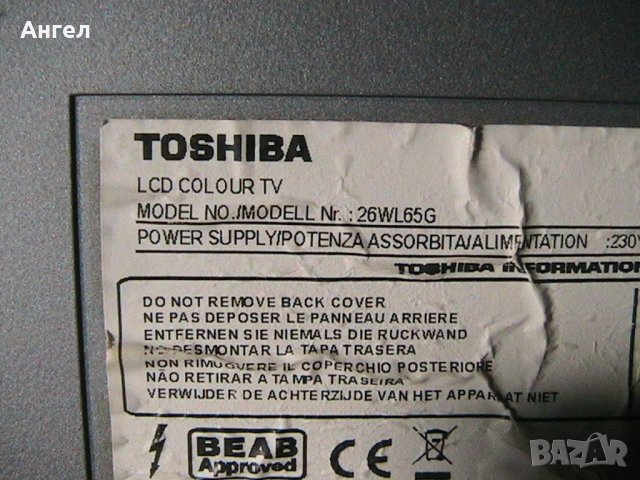 Ангел
TOSHIBA
LCD COLOUR TV
MODEL NO./MODELL Nr. : 26WL65G
POWER SUPPLY/POTENZA ASSORBITA/ALIMENTATION :230V
TOSHIBA INFORMATION
DO NOT REMOVE BACK COVER
NE PAS DEPOSER LE PANNEAU ARRIERE
ENTFERNEN SIE NIEMALS DIE RUCKWAND
NO DESMONTAR LA TAPA TRASERA
NON RIMUOVERE IL COPERCHIO POSTERIORE
NÃO RETIRAR A TAMPA TRASEIRA
VERWIJDER DE ACHTERZIJDE VAN HET APPARAAT NIET
BEAB
Approved
CE
BAZAR